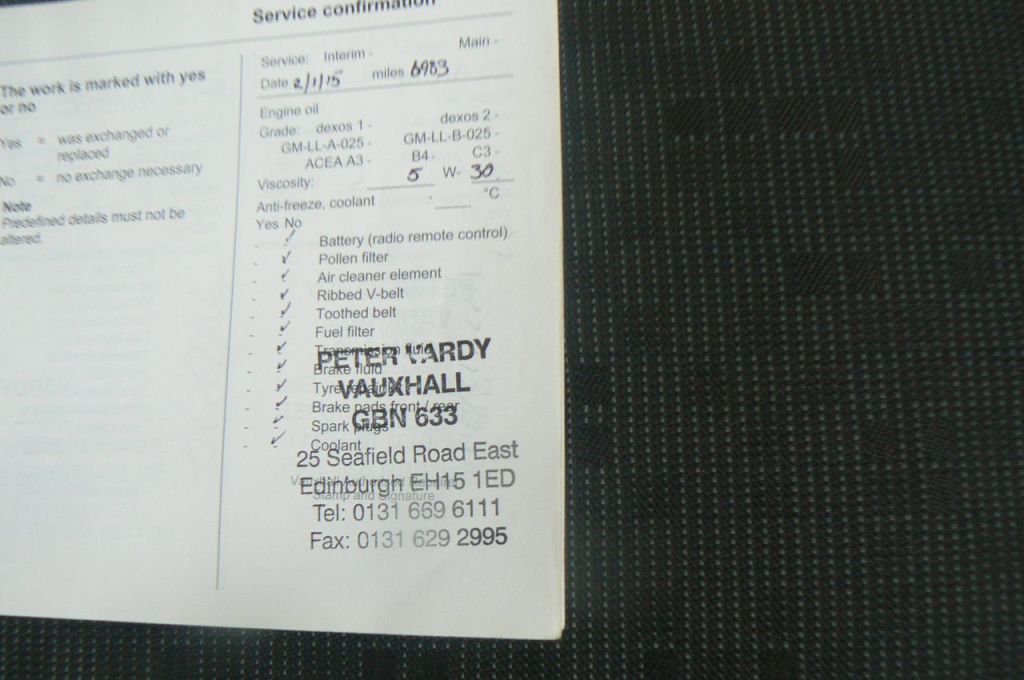 Service confirmation
The work is marked with yes
or no
Yes = was exchanged or
replaced
No = no exchange necessary
Note
Predefined details must not be
altered.
Service: Interim - Main -
Date 2/1/15 miles 6983
Engine oil
Grade: dexos 1 - dexos 2 -
GM-LL-A-025 - GM-LL-B-025 -
ACEA A3 - B4 - C3 -
Viscosity: 5 W- 30
Anti-freeze, coolant °C
Yes No
- ✓ Battery (radio remote control)
- ✓ Pollen filter
- ✓ Air cleaner element
- ✓ Ribbed V-belt
- ✓ Toothed belt
- ✓ Fuel filter
- ✓ Transmission fluid
- ✓ Brake fluid
- ✓ Tyre repair kit
- ✓ Brake pads front / rear
- ✓ Spark plugs
- ✓ Coolant
Stamp and Signature
PETER VARDY
VAUXHALL
GBN 633
25 Seafield Road East
Edinburgh EH15 1ED
Tel: 0131 669 6111
Fax: 0131 629 2995